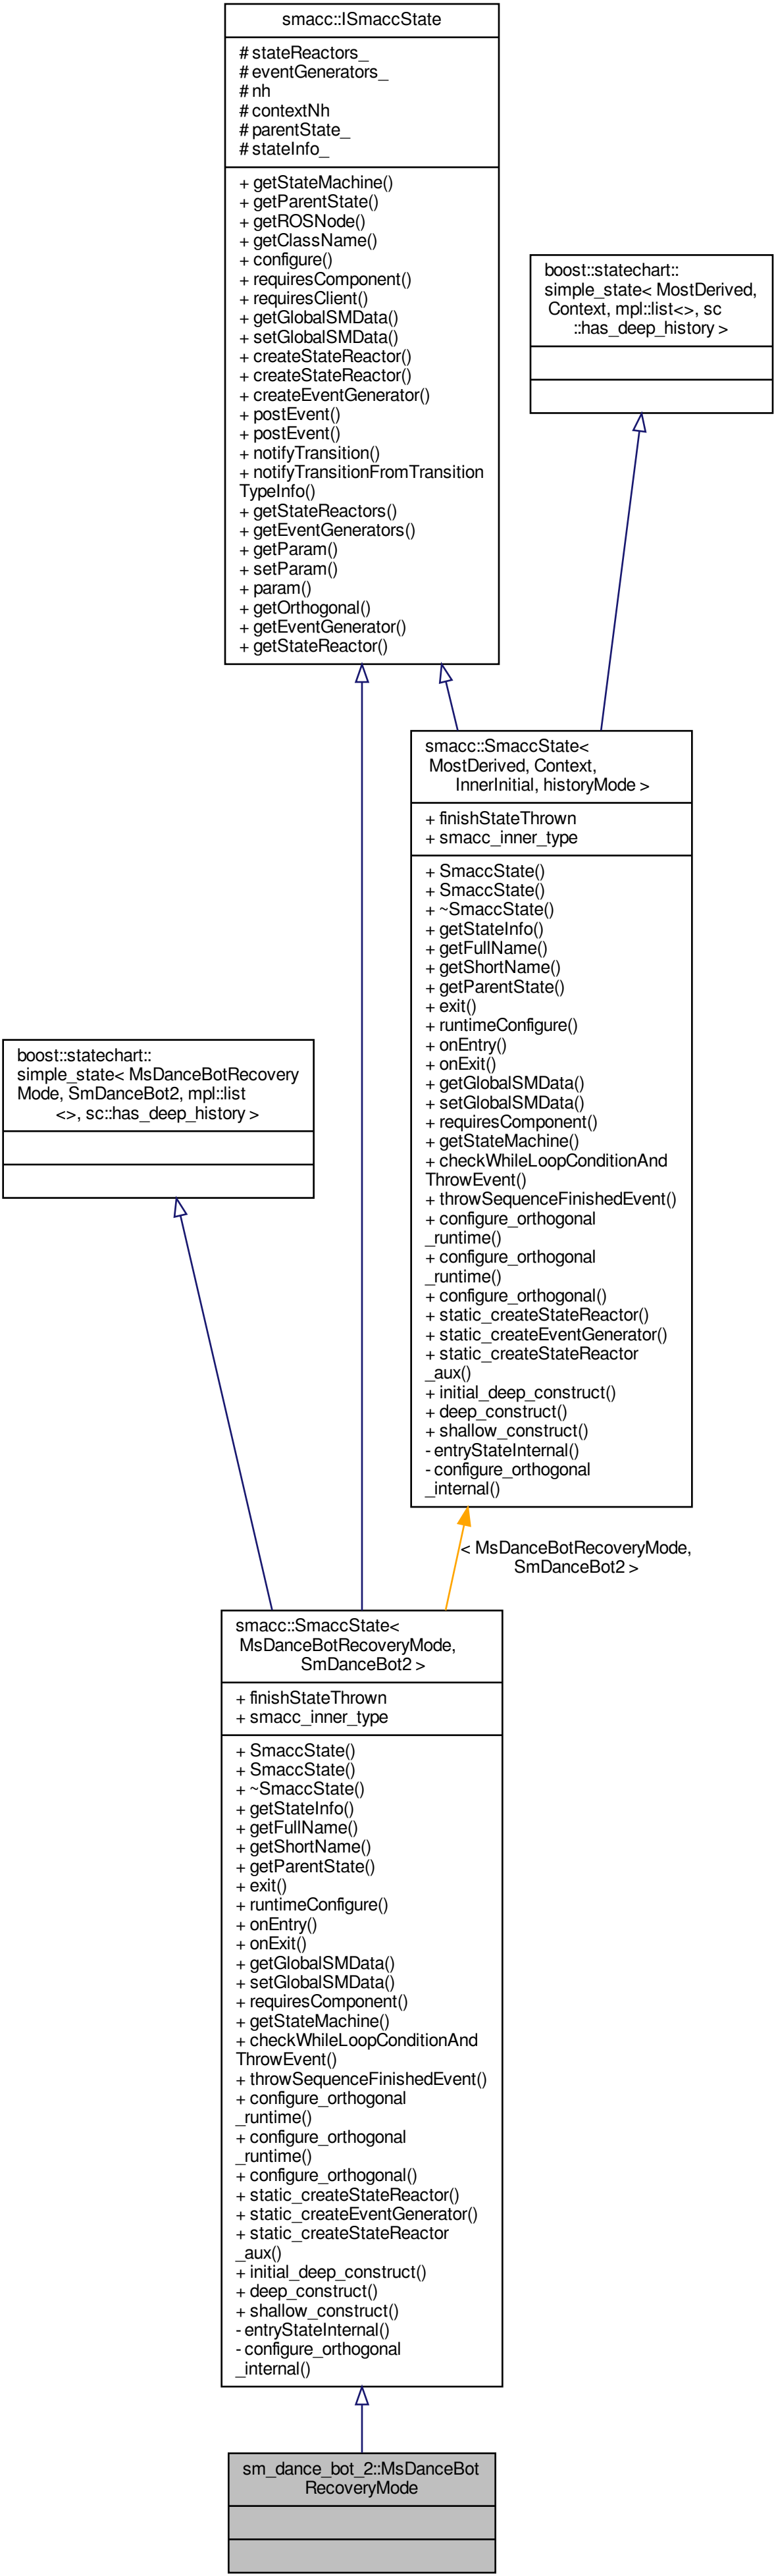 smacc::ISmaccState
# stateReactors_
# eventGenerators_
# nh
# contextNh
# parentState_
# stateInfo_
+ getStateMachine()
+ getParentState()
+ getROSNode()
+ getClassName()
+ configure()
+ requiresComponent()
+ requiresClient()
+ getGlobalSMData()
+ setGlobalSMData()
+ createStateReactor()
+ createStateReactor()
+ createEventGenerator()
+ postEvent()
+ postEvent()
+ notifyTransition()
+ notifyTransitionFromTransition
TypeInfo()
+ getStateReactors()
+ getEventGenerators()
+ getParam()
+ setParam()
+ param()
+ getOrthogonal()
+ getEventGenerator()
+ getStateReactor()
boost::statechart::
simple_state< MostDerived,
Context, mpl::list<>, sc
::has_deep_history >
smacc::SmaccState<
MostDerived, Context,
InnerInitial, historyMode >
+ finishStateThrown
+ smacc_inner_type
+ SmaccState()
+ SmaccState()
+ ~SmaccState()
+ getStateInfo()
+ getFullName()
+ getShortName()
+ getParentState()
+ exit()
+ runtimeConfigure()
+ onEntry()
+ onExit()
+ getGlobalSMData()
+ setGlobalSMData()
+ requiresComponent()
+ getStateMachine()
+ checkWhileLoopConditionAnd
ThrowEvent()
+ throwSequenceFinishedEvent()
+ configure_orthogonal
_runtime()
+ configure_orthogonal
_runtime()
+ configure_orthogonal()
+ static_createStateReactor()
+ static_createEventGenerator()
+ static_createStateReactor
_aux()
+ initial_deep_construct()
+ deep_construct()
+ shallow_construct()
- entryStateInternal()
- configure_orthogonal
_internal()
boost::statechart::
simple_state< MsDanceBotRecovery
Mode, SmDanceBot2, mpl::list
<>, sc::has_deep_history >
< MsDanceBotRecoveryMode,
SmDanceBot2 >
smacc::SmaccState<
MsDanceBotRecoveryMode,
SmDanceBot2 >
+ finishStateThrown
+ smacc_inner_type
+ SmaccState()
+ SmaccState()
+ ~SmaccState()
+ getStateInfo()
+ getFullName()
+ getShortName()
+ getParentState()
+ exit()
+ runtimeConfigure()
+ onEntry()
+ onExit()
+ getGlobalSMData()
+ setGlobalSMData()
+ requiresComponent()
+ getStateMachine()
+ checkWhileLoopConditionAnd
ThrowEvent()
+ throwSequenceFinishedEvent()
+ configure_orthogonal
_runtime()
+ configure_orthogonal
_runtime()
+ configure_orthogonal()
+ static_createStateReactor()
+ static_createEventGenerator()
+ static_createStateReactor
_aux()
+ initial_deep_construct()
+ deep_construct()
+ shallow_construct()
- entryStateInternal()
- configure_orthogonal
_internal()
sm_dance_bot_2::MsDanceBot
RecoveryMode